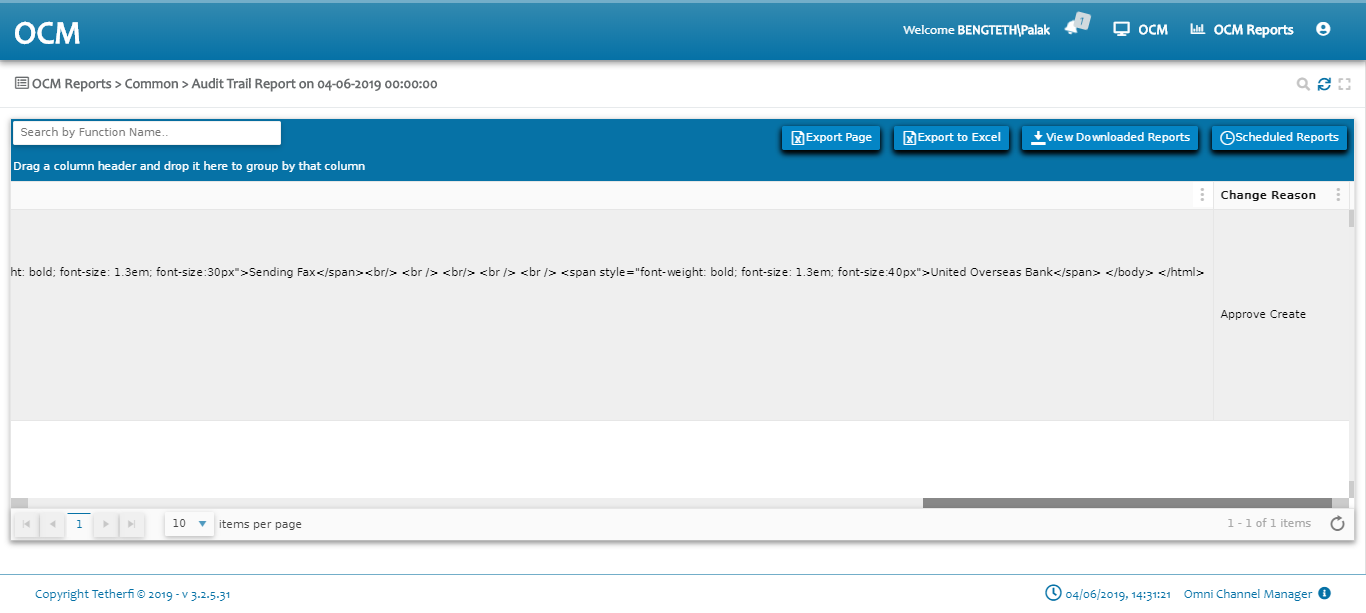 OCM
Welcome BENGTETH\Palak
1
OCM
OCM Reports
OCM Reports > Common > Audit Trail Report on 04-06-2019 00:00:00
Search by Function Name..
Export Page
Export to Excel
View Downloaded Reports
Scheduled Reports
Drag a column header and drop it here to group by that column
Change Reason
ht: bold; font-size: 1.3em; font-size:30px">Sending Fax</span><br/> <br /> <br/> <br /> <br /> <span style="font-weight: bold; font-size: 1.3em; font-size:40px">United Overseas Bank</span> </body> </html>
Approve Create
1
10
items per page
1 - 1 of 1 items
Copyright Tetherfi © 2019 - v 3.2.5.31
04/06/2019, 14:31:21
Omni Channel Manager